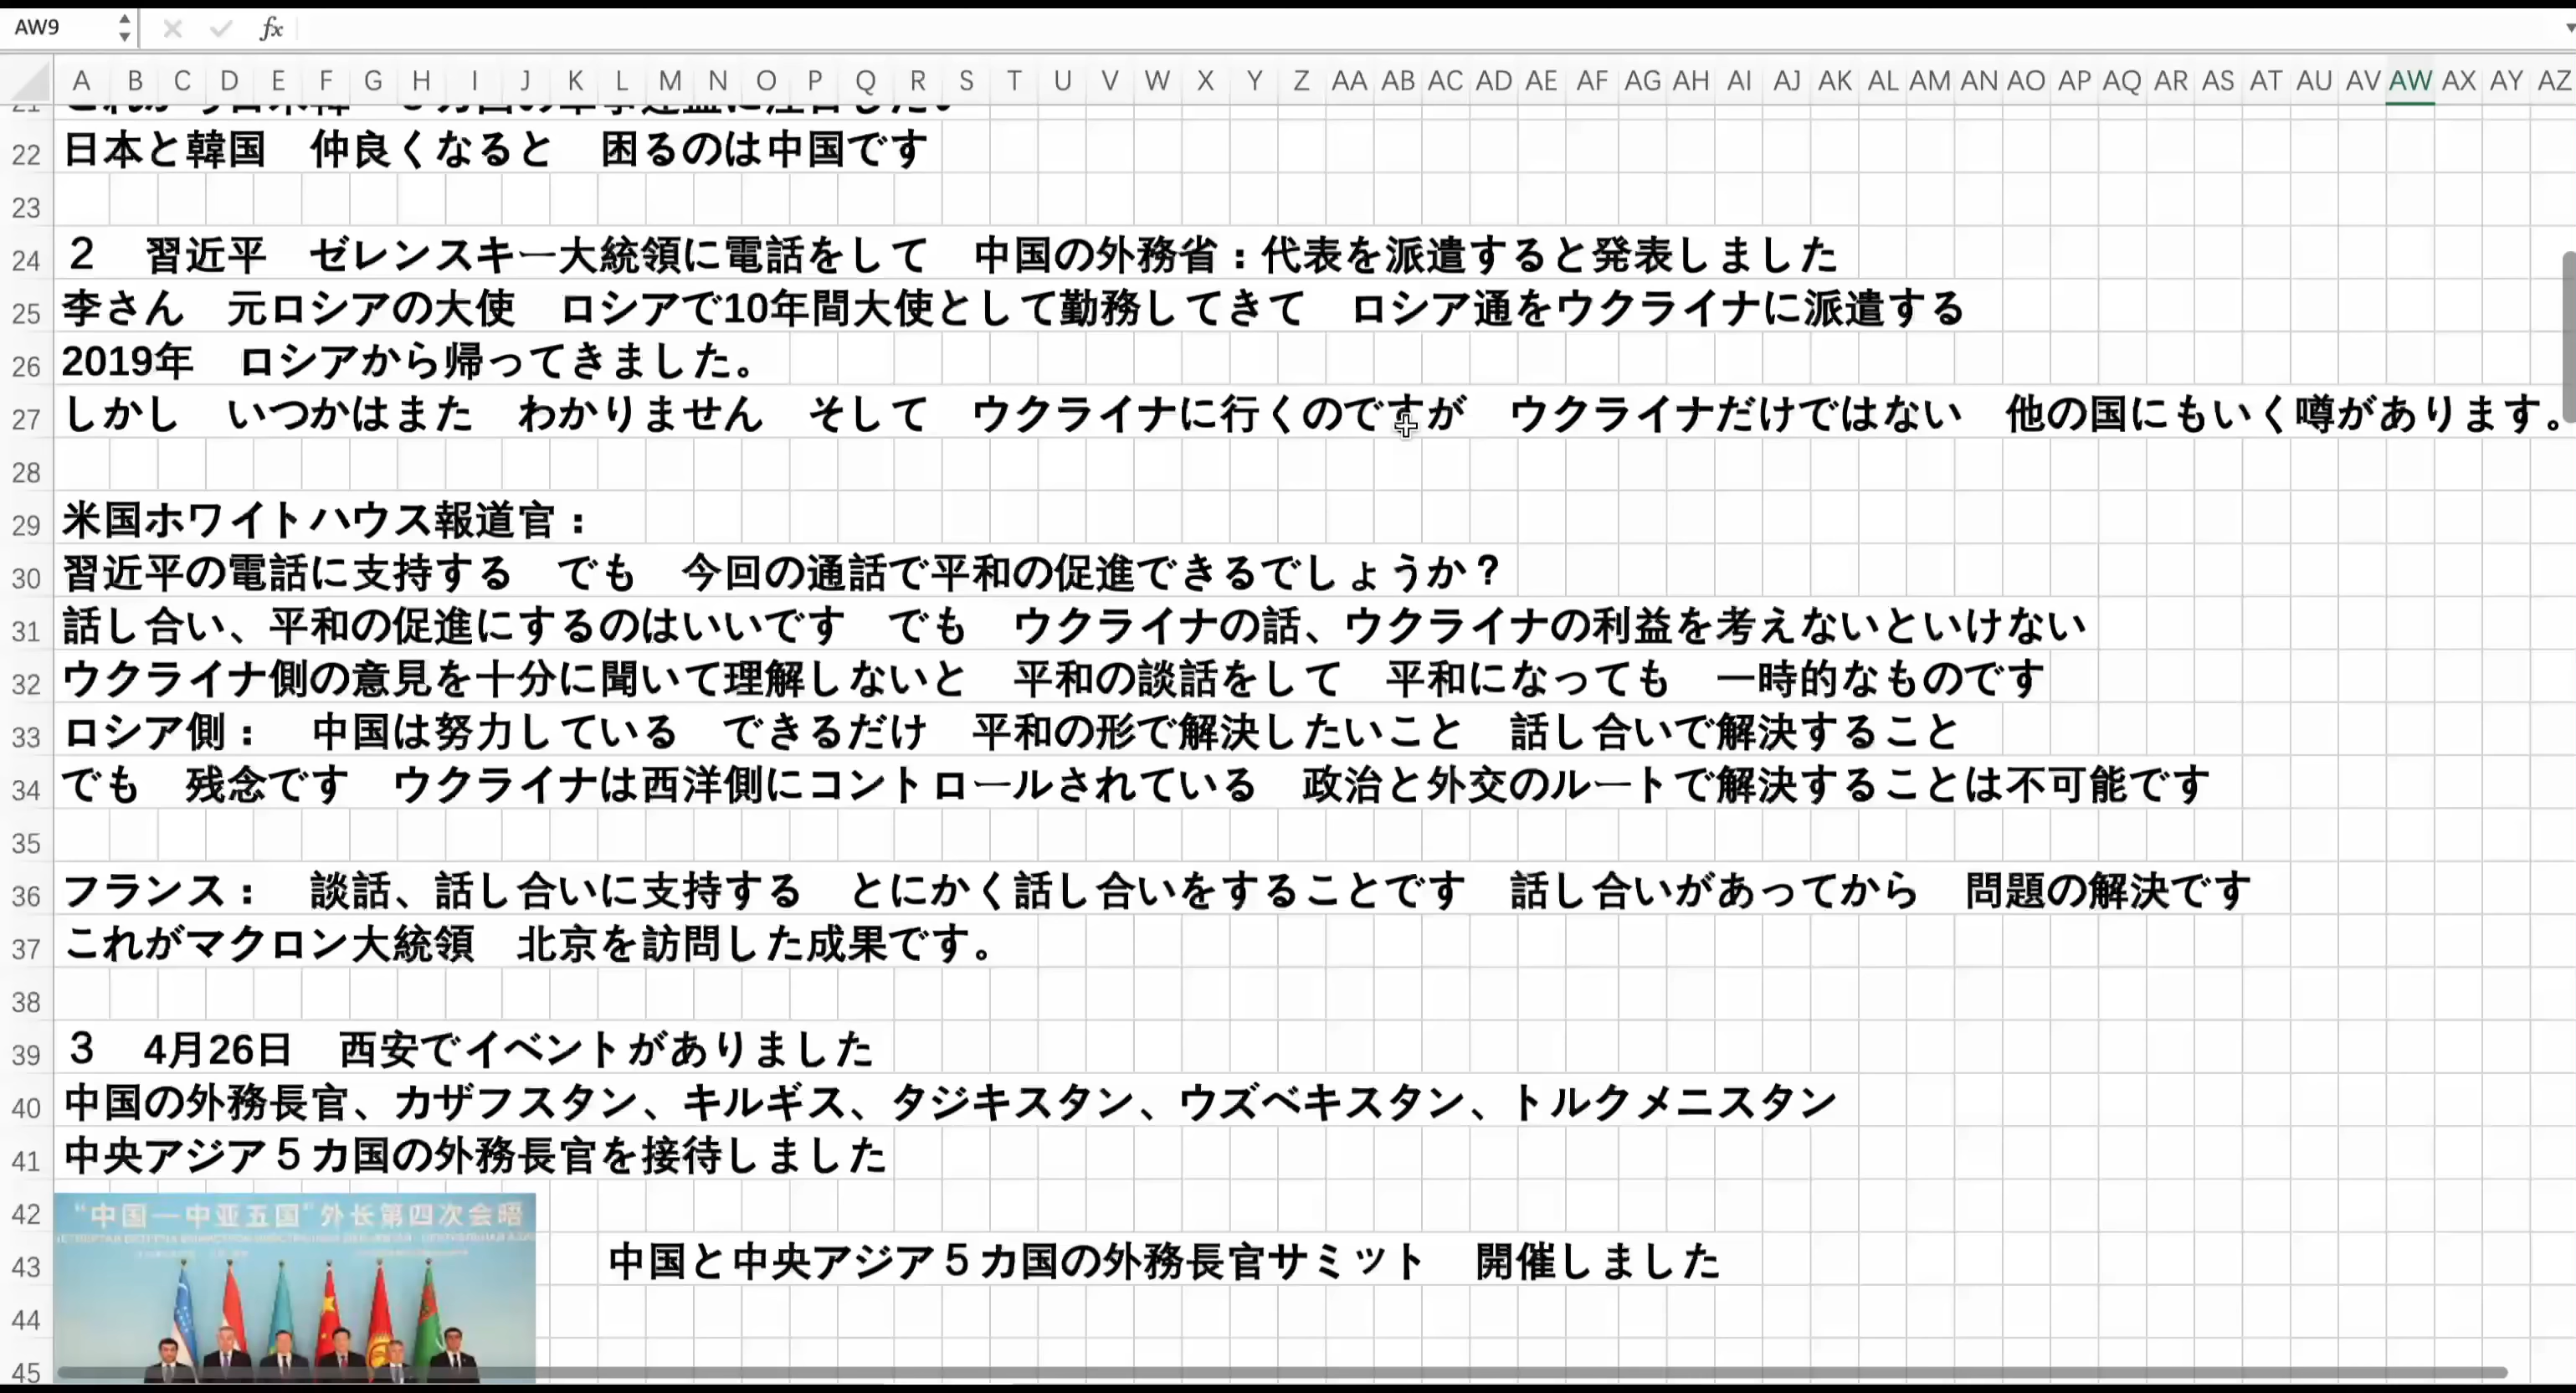 AW9 fx
A B C D E F G H I J K L M N O P Q R S T U V W X Y Z AA AB AC AD AE AF AG AH AI AJ AK AL AM AN AO AP AQ AR AS AT AU AV AW AX AY AZ
22 日本と韓国　仲良くなると　困るのは中国です
23
24 ２　習近平　ゼレンスキー大統領に電話をして　中国の外務省：代表を派遣すると発表しました
25 李さん　元ロシアの大使　ロシアで10年間大使として勤務してきて　ロシア通をウクライナに派遣する
26 2019年　ロシアから帰ってきました。
27 しかし　いつかはまた　わかりません　そして　ウクライナに行くのですが　ウクライナだけではない　他の国にもいく噂があります。
28
29 米国ホワイトハウス報道官：
30 習近平の電話に支持する　でも　今回の通話で平和の促進できるでしょうか？
31 話し合い、平和の促進にするのはいいです　でも　ウクライナの話、ウクライナの利益を考えないといけない
32 ウクライナ側の意見を十分に聞いて理解しないと　平和の談話をして　平和になっても　一時的なものです
33 ロシア側：　中国は努力している　できるだけ　平和の形で解決したいこと　話し合いで解決すること
34 でも　残念です　ウクライナは西洋側にコントロールされている　政治と外交のルートで解決することは不可能です
35
36 フランス：　談話、話し合いに支持する　とにかく話し合いをすることです　話し合いがあってから　問題の解決です
37 これがマクロン大統領　北京を訪問した成果です。
38
39 ３　4月26日　西安でイベントがありました
40 中国の外務長官、カザフスタン、キルギス、タジキスタン、ウズベキスタン、トルクメニスタン
41 中央アジア５カ国の外務長官を接待しました
42 “中国—中亚五国”外长第四次会晤
43 中国と中央アジア５カ国の外務長官サミット　開催しました
44
45